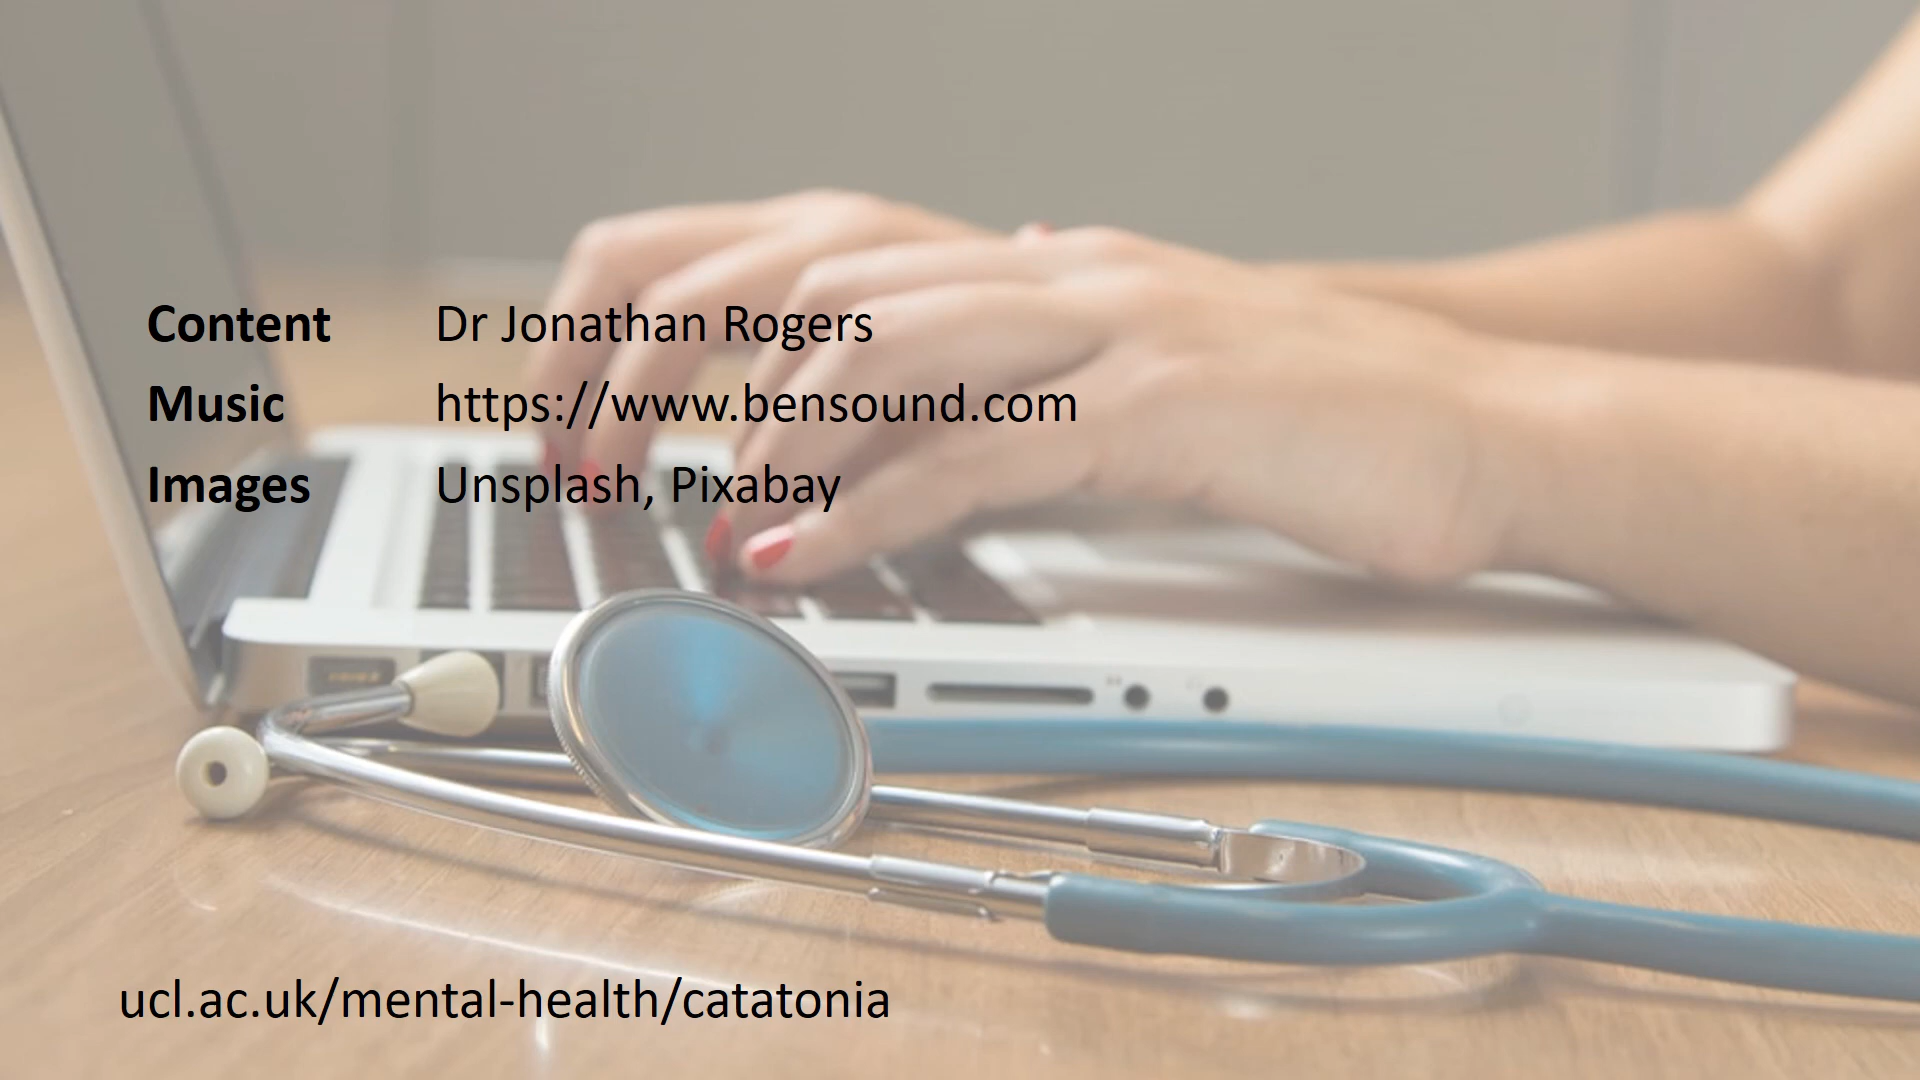 Content Dr Jonathan Rogers
Music https://www.bensound.com
Images Unsplash, Pixabay
ucl.ac.uk/mental-health/catatonia